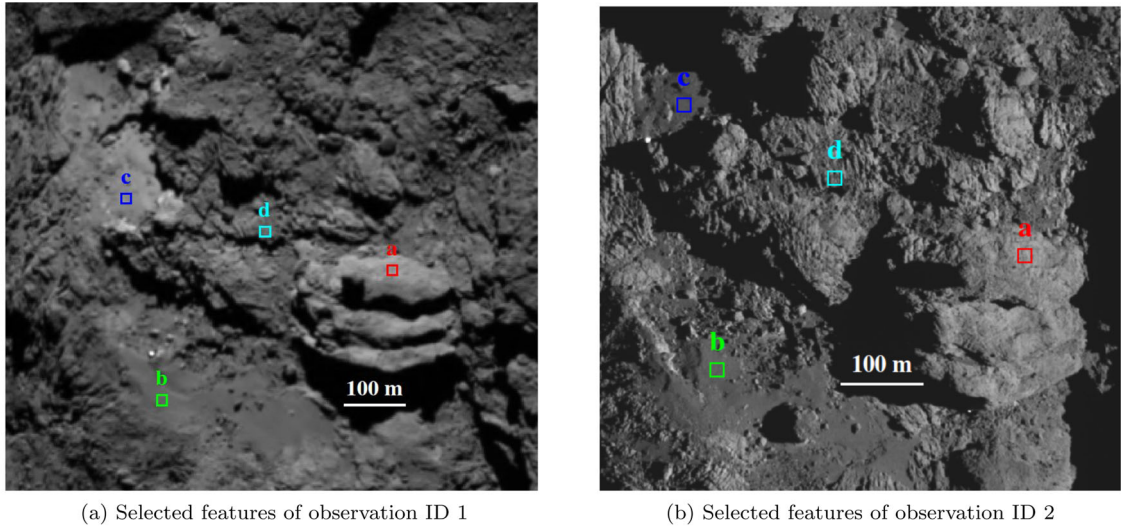 c
d
a
b
100 m
(a) Selected features of observation ID 1
c
d
a
b
100 m
(b) Selected features of observation ID 2